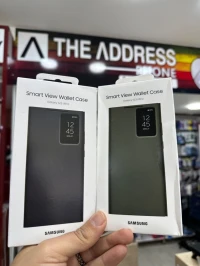 THE ADDRESS
PHONE
Smart View Wallet Case
12
45
SAMSUNG
Smart View Wallet Case
12
45
SAMSUNG